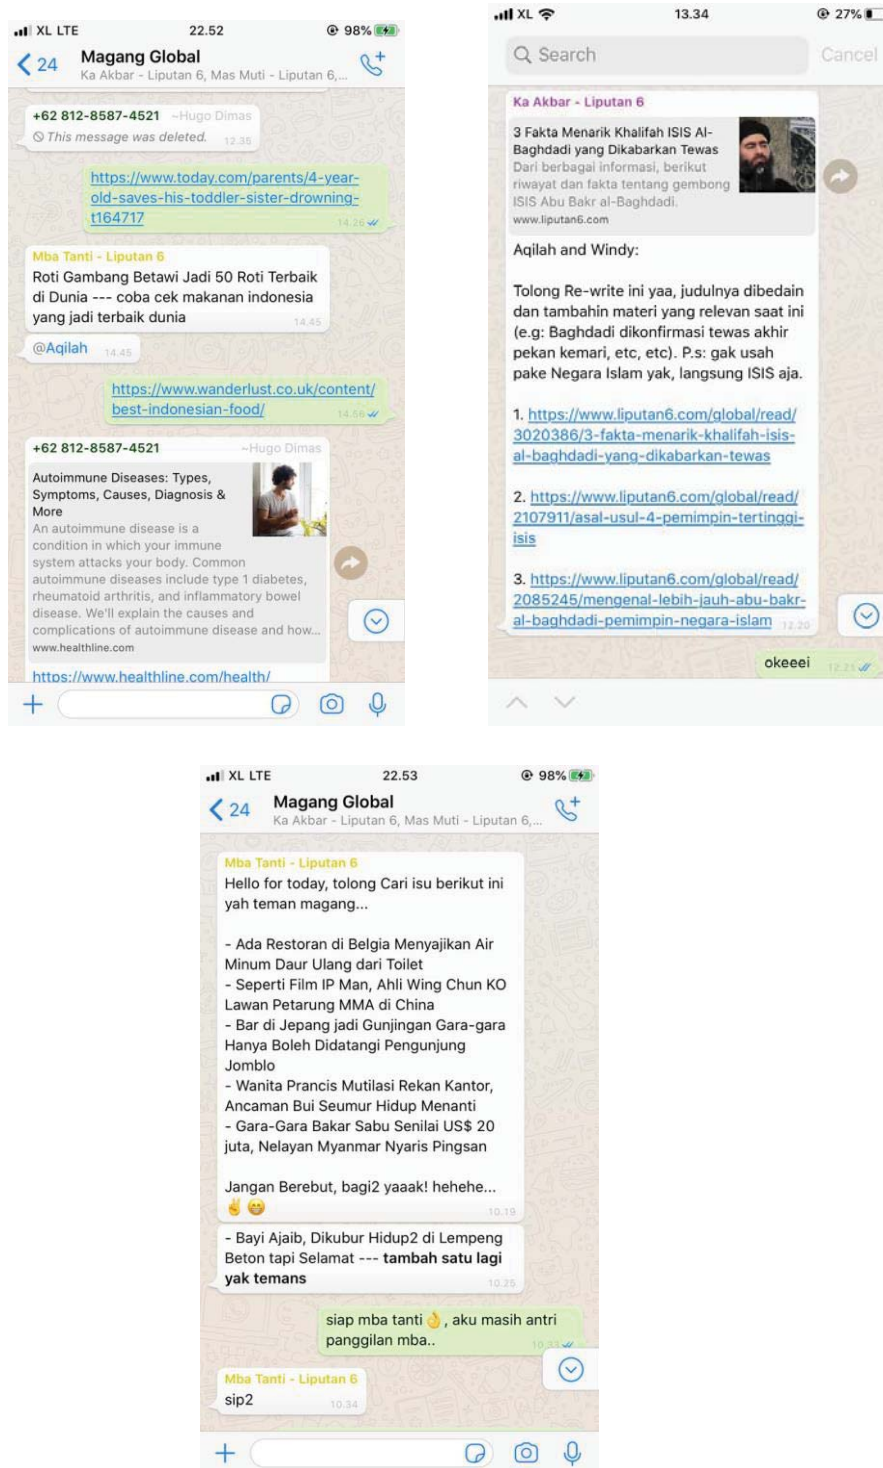 XL LTE 22.52 98%
24 Magang Global
Ka Akbar - Liputan 6, Mas Muti - Liputan 6,...
+62 812-8587-4521 ~Hugo Dimas
This message was deleted. 12.35
https://www.today.com/parents/4-year-
old-saves-his-toddler-sister-drowning-
t164717 14.26
Mba Tanti - Liputan 6
Roti Gambang Betawi Jadi 50 Roti Terbaik
di Dunia --- coba cek makanan indonesia
yang jadi terbaik dunia 14.45
@Aqilah 14.45
https://www.wanderlust.co.uk/content/
best-indonesian-food/ 14.56
+62 812-8587-4521 ~Hugo Dimas
Autoimmune Diseases: Types,
Symptoms, Causes, Diagnosis &
More
An autoimmune disease is a
condition in which your immune
system attacks your body. Common
autoimmune diseases include type 1 diabetes,
rheumatoid arthritis, and inflammatory bowel
disease. We'll explain the causes and
complications of autoimmune disease and how...
www.healthline.com
https://www.healthline.com/health/
XL 13.34 27%
Search Cancel
Ka Akbar - Liputan 6
3 Fakta Menarik Khalifah ISIS Al-
Baghdadi yang Dikabarkan Tewas
Dari berbagai informasi, berikut
riwayat dan fakta tentang gembong
ISIS Abu Bakr al-Baghdadi.
www.liputan6.com
Aqilah and Windy:
Tolong Re-write ini yaa, judulnya dibedain
dan tambahin materi yang relevan saat ini
(e.g: Baghdadi dikonfirmasi tewas akhir
pekan kemari, etc, etc). P.s: gak usah
pake Negara Islam yak, langsung ISIS aja.
1. https://www.liputan6.com/global/read/
3020386/3-fakta-menarik-khalifah-isis-
al-baghdadi-yang-dikabarkan-tewas
2. https://www.liputan6.com/global/read/
2107911/asal-usul-4-pemimpin-tertinggi-
isis
3. https://www.liputan6.com/global/read/
2085245/mengenal-lebih-jauh-abu-bakr-
al-baghdadi-pemimpin-negara-islam 12.20
okeeei 12.21
XL LTE 22.53 98%
24 Magang Global
Ka Akbar - Liputan 6, Mas Muti - Liputan 6,...
Mba Tanti - Liputan 6
Hello for today, tolong Cari isu berikut ini
yah teman magang...
- Ada Restoran di Belgia Menyajikan Air
Minum Daur Ulang dari Toilet
- Seperti Film IP Man, Ahli Wing Chun KO
Lawan Petarung MMA di China
- Bar di Jepang jadi Gunjingan Gara-gara
Hanya Boleh Didatangi Pengunjung
Jomblo
- Wanita Prancis Mutilasi Rekan Kantor,
Ancaman Bui Seumur Hidup Menanti
- Gara-Gara Bakar Sabu Senilai US$ 20
juta, Nelayan Myanmar Nyaris Pingsan
Jangan Berebut, bagi2 yaaak! hehehe...
✌️😁 10.19
- Bayi Ajaib, Dikubur Hidup2 di Lempeng
Beton tapi Selamat --- tambah satu lagi
yak temans 10.25
siap mba tanti👌, aku masih antri
panggilan mba.. 10.33
Mba Tanti - Liputan 6
sip2 10.34